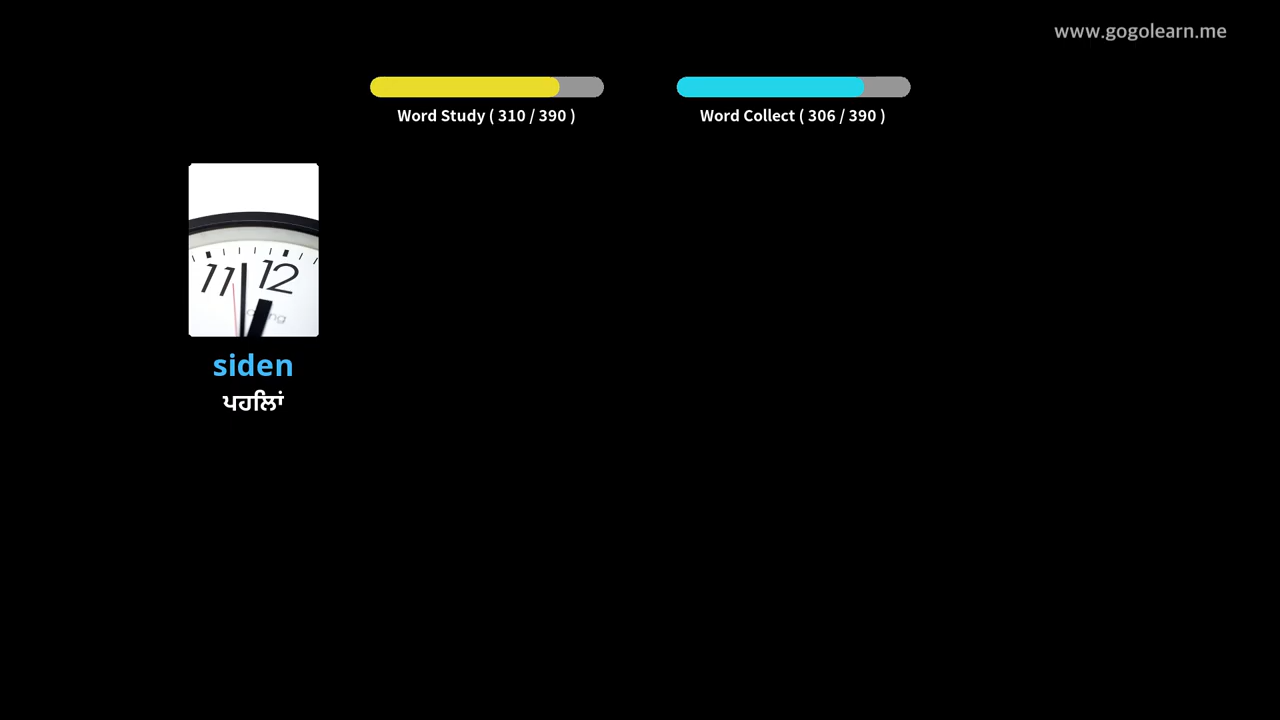 www.gogolearn.me
Word Study ( 310 / 390 )
Word Collect ( 306 / 390 )
11 12
siden
ਪਹਿਲਾਂ